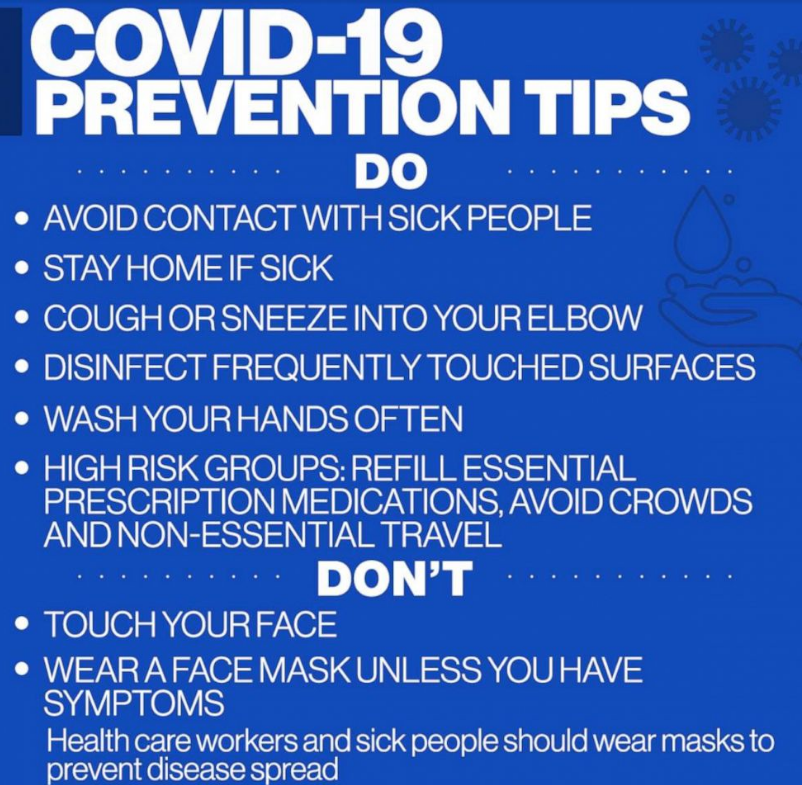 COVID-19
PREVENTION TIPS
DO
• AVOID CONTACT WITH SICK PEOPLE
• STAY HOME IF SICK
• COUGH OR SNEEZE INTO YOUR ELBOW
• DISINFECT FREQUENTLY TOUCHED SURFACES
• WASH YOUR HANDS OFTEN
• HIGH RISK GROUPS: REFILL ESSENTIAL
PRESCRIPTION MEDICATIONS, AVOID CROWDS
AND NON-ESSENTIAL TRAVEL
DON'T
• TOUCH YOUR FACE
• WEAR A FACE MASK UNLESS YOU HAVE
SYMPTOMS
Health care workers and sick people should wear masks to
prevent disease spread